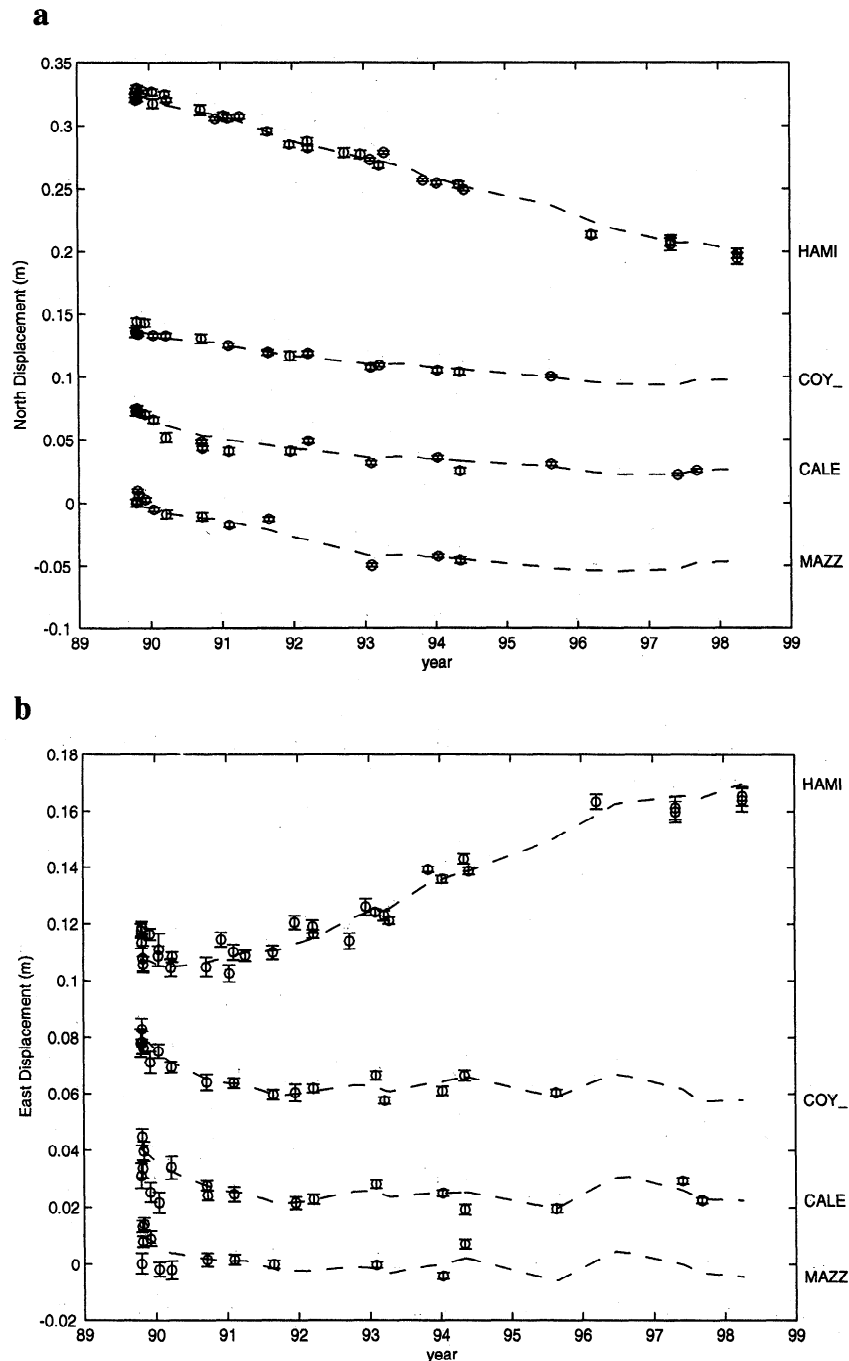 a
0.35
0.3
0.25
0.2
HAMI
0.15
0.1
COY_
0.05
CALE
0
-0.05
MAZZ
-0.1
North Displacement (m)
89 90 91 92 93 94 95 96 97 98 99
year
b
0.18
HAMI
0.16
0.14
0.12
0.1
0.08
0.06
COY_
0.04
0.02
CALE
0
MAZZ
-0.02
East Displacement (m)
89 90 91 92 93 94 95 96 97 98 99
year